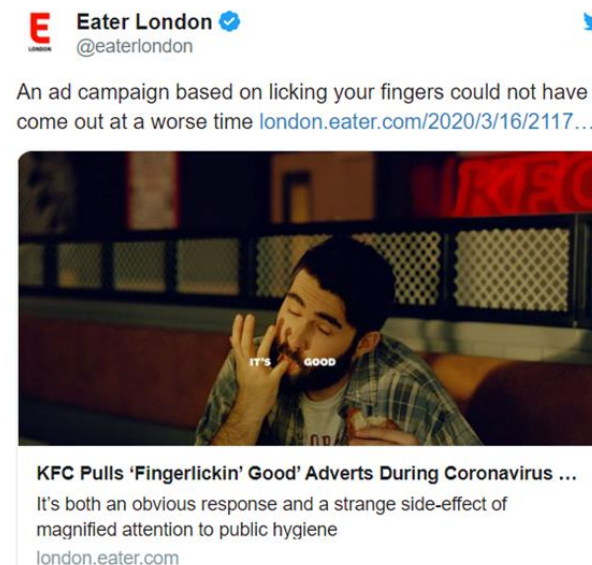 E
LONDON
Eater London
@eaterlondon
An ad campaign based on licking your fingers could not have
come out at a worse time london.eater.com/2020/3/16/2117...
KFC
IT'S GOOD
KFC Pulls ‘Fingerlickin’ Good’ Adverts During Coronavirus ...
It’s both an obvious response and a strange side-effect of
magnified attention to public hygiene
london.eater.com